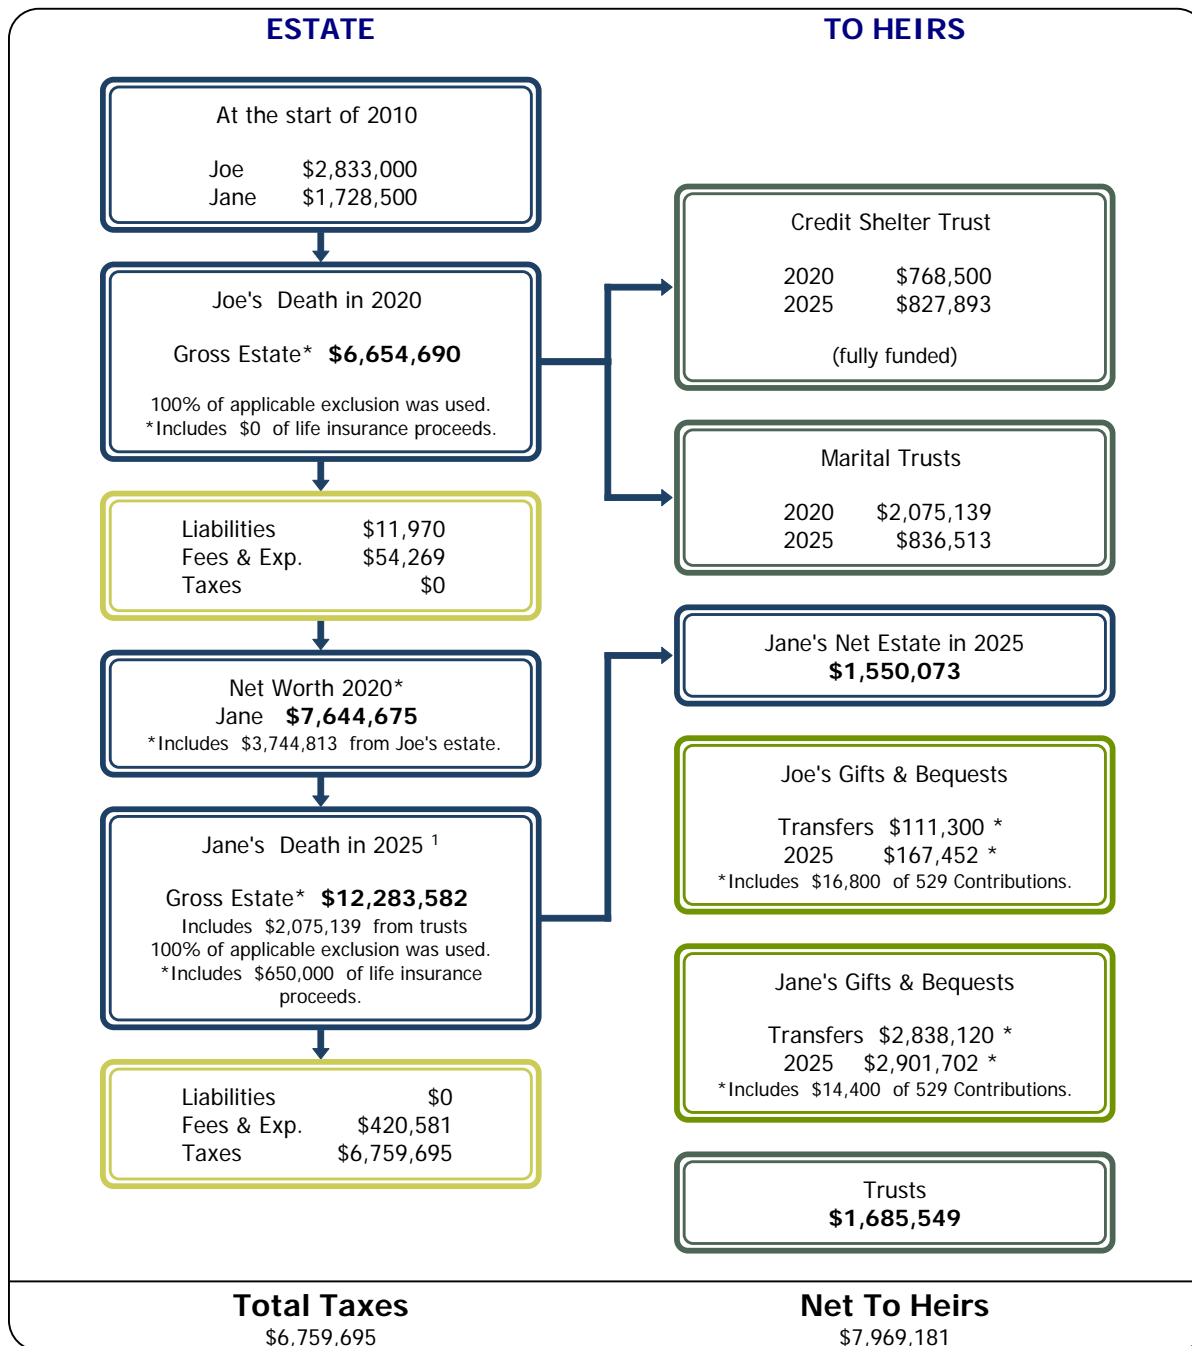 ESTATE
At the start of 2010
Joe $2,833,000
Jane $1,728,500
Joe's Death in 2020
Gross Estate* $6,654,690
100% of applicable exclusion was used.
*Includes $0 of life insurance proceeds.
Liabilities $11,970
Fees & Exp. $54,269
Taxes $0
Net Worth 2020*
Jane $7,644,675
*Includes $3,744,813 from Joe's estate.
Jane's Death in 2025 ¹
Gross Estate* $12,283,582
Includes $2,075,139 from trusts
100% of applicable exclusion was used.
*Includes $650,000 of life insurance
proceeds.
Liabilities $0
Fees & Exp. $420,581
Taxes $6,759,695
TO HEIRS
Credit Shelter Trust
2020 $768,500
2025 $827,893
(fully funded)
Marital Trusts
2020 $2,075,139
2025 $836,513
Jane's Net Estate in 2025
$1,550,073
Joe's Gifts & Bequests
Transfers $111,300 *
2025 $167,452 *
*Includes $16,800 of 529 Contributions.
Jane's Gifts & Bequests
Transfers $2,838,120 *
2025 $2,901,702 *
*Includes $14,400 of 529 Contributions.
Trusts
$1,685,549
Total Taxes
$6,759,695
Net To Heirs
$7,969,181